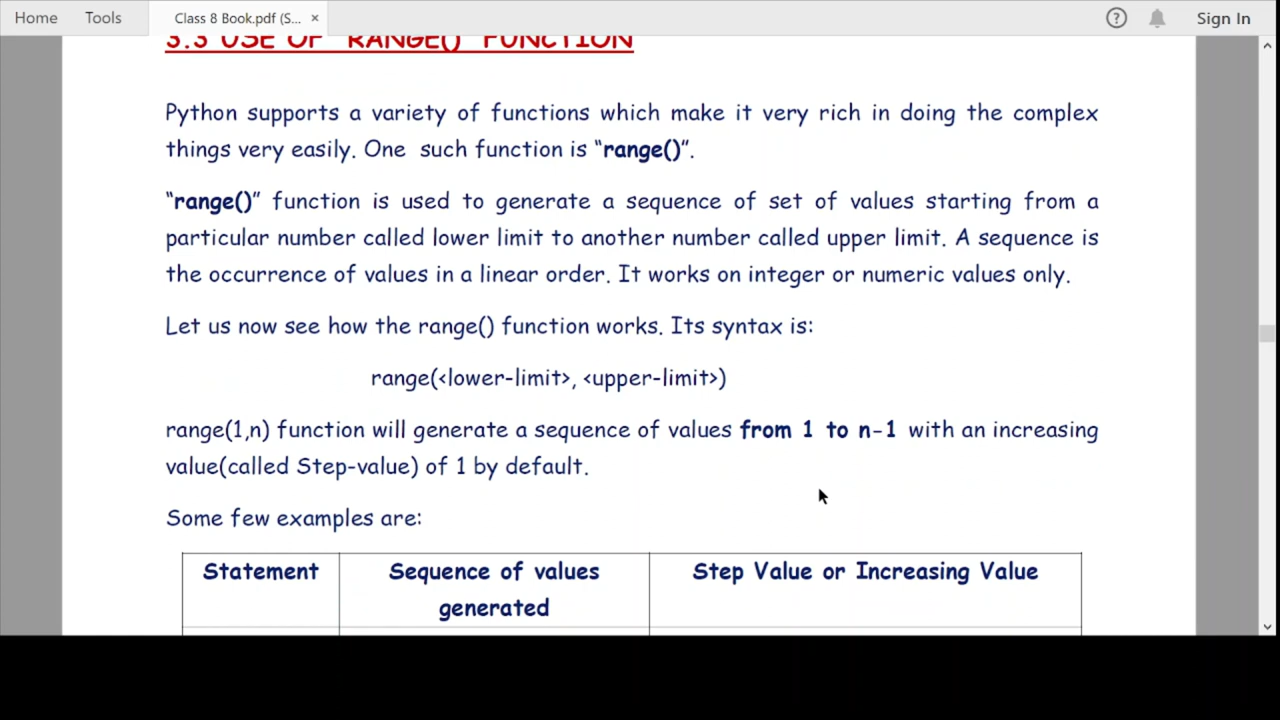 Home Tools Class 8 Book.pdf (S... × ? Sign In
3.3 USE OF "RANGE()" FUNCTION
Python supports a variety of functions which make it very rich in doing the complex
things very easily. One such function is “range()”.
“range()” function is used to generate a sequence of set of values starting from a
particular number called lower limit to another number called upper limit. A sequence is
the occurrence of values in a linear order. It works on integer or numeric values only.
Let us now see how the range() function works. Its syntax is:
range(<lower-limit>, <upper-limit>)
range(1,n) function will generate a sequence of values from 1 to n-1 with an increasing
value(called Step-value) of 1 by default.
Some few examples are:
Statement Sequence of values Step Value or Increasing Value
generated